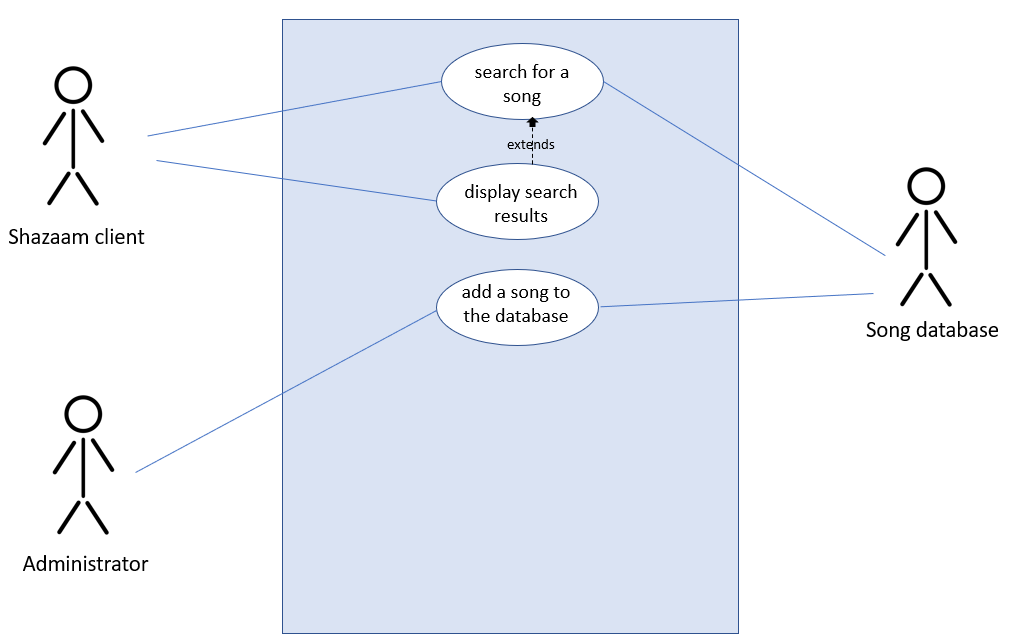 search for a
song
extends
display search
results
Shazaam client
add a song to
the database
Song database
Administrator